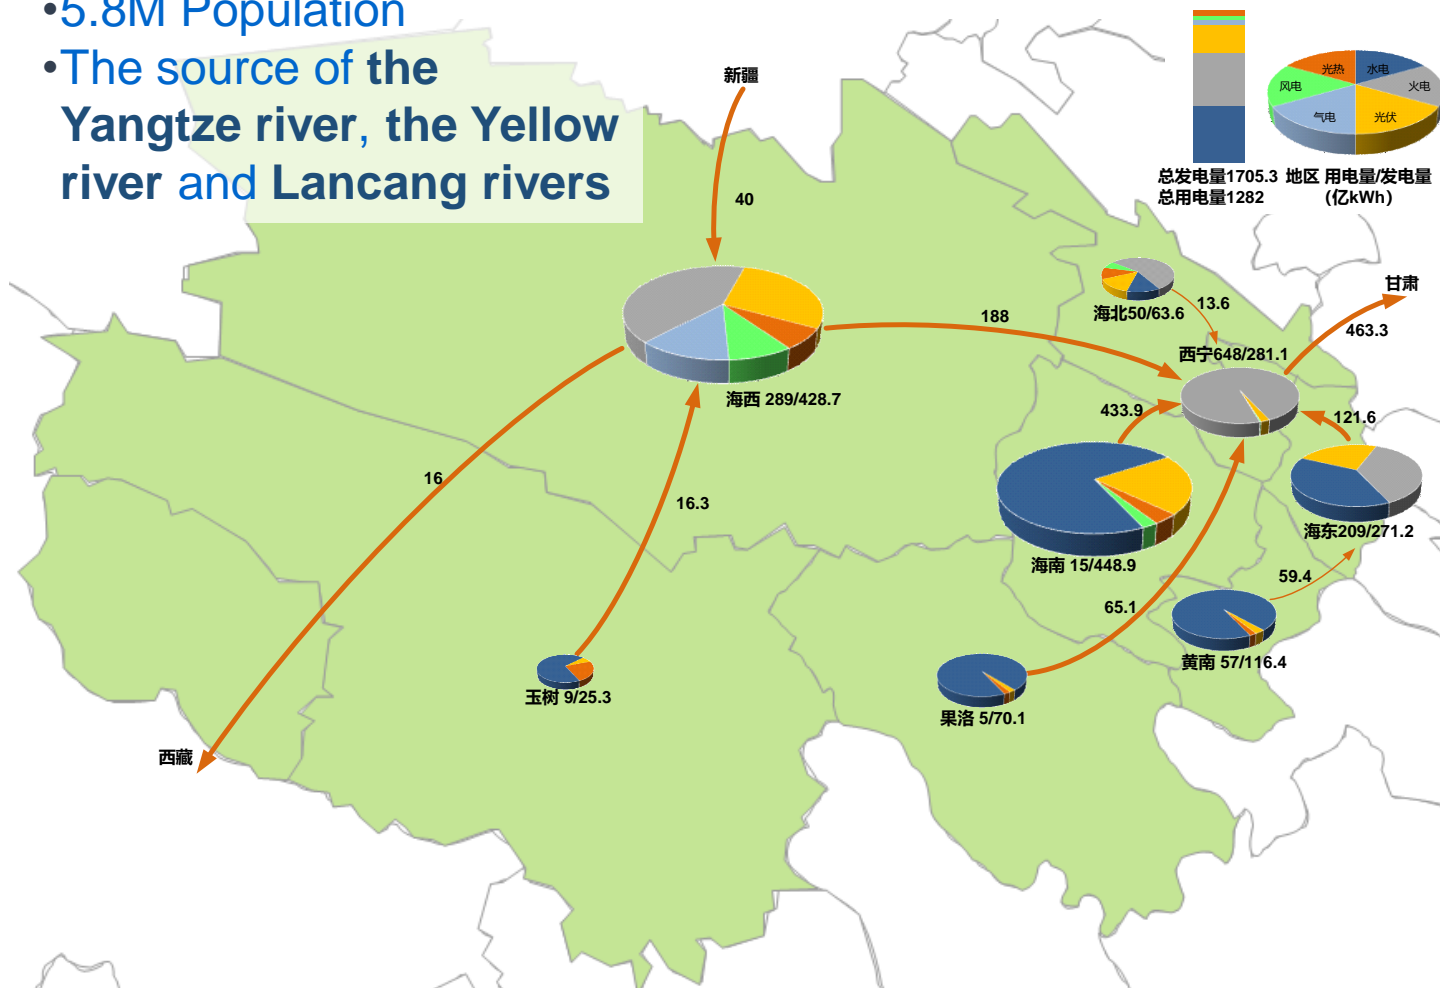 •5.8M Population
•The source of the
Yangtze river, the Yellow
river and Lancang rivers
光热
水电
风电
火电
气电
光伏
总发电量1705.3
总用电量1282
地区 用电量/发电量
(亿kWh)
新疆
40
188
海北50/63.6
13.6
甘肃
463.3
西宁648/281.1
海西 289/428.7
433.9
121.6
16
16.3
海东209/271.2
海南 15/448.9
59.4
65.1
黄南 57/116.4
玉树 9/25.3
果洛 5/70.1
西藏